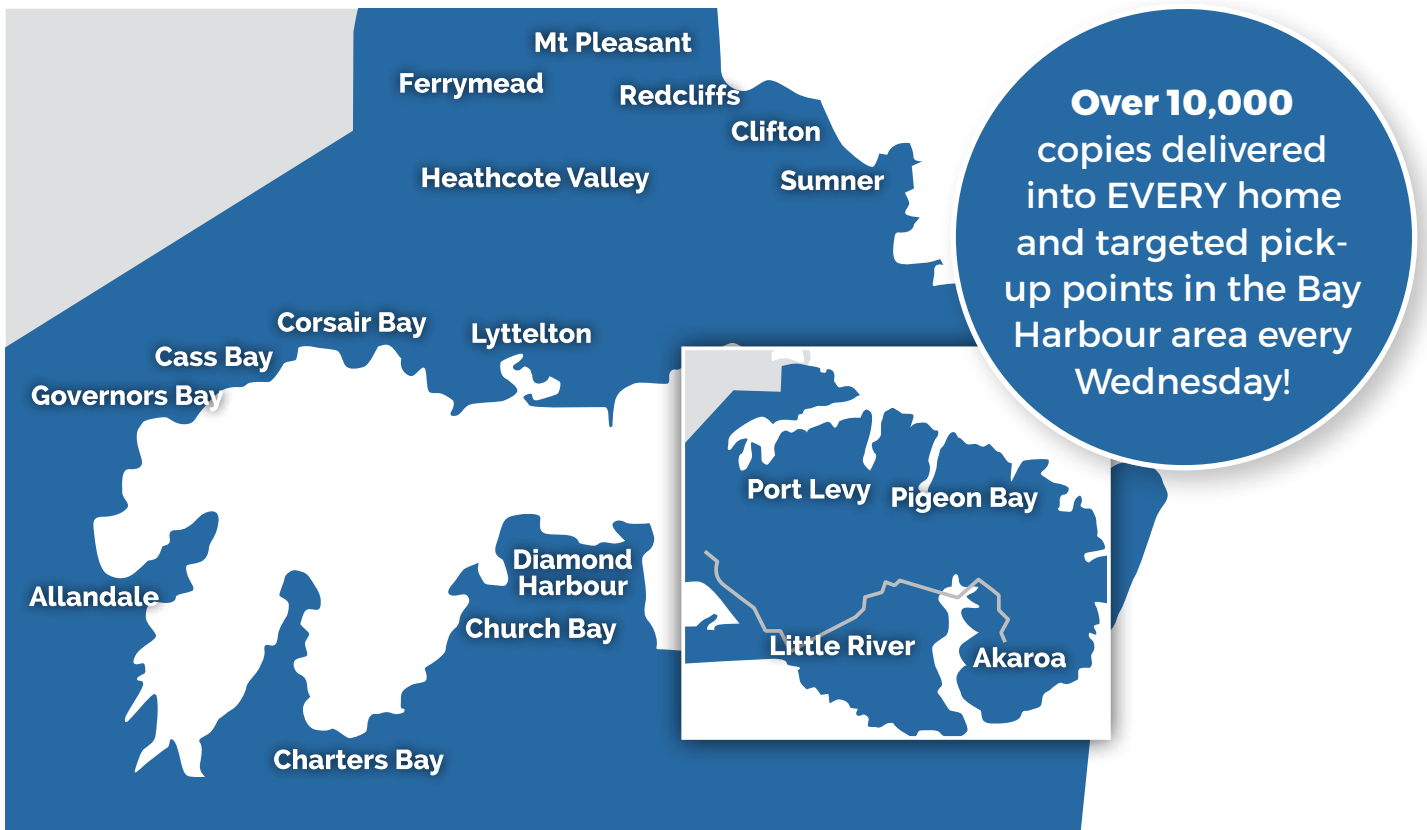 Mt Pleasant
Ferrymead
Redcliffs
Clifton
Heathcote Valley
Sumner
Over 10,000
copies delivered
into EVERY home
and targeted pick-
up points in the Bay
Harbour area every
Wednesday!
Corsair Bay
Lyttelton
Cass Bay
Governors Bay
Port Levy
Pigeon Bay
Diamond
Harbour
Allandale
Church Bay
Little River
Akaroa
Charters Bay